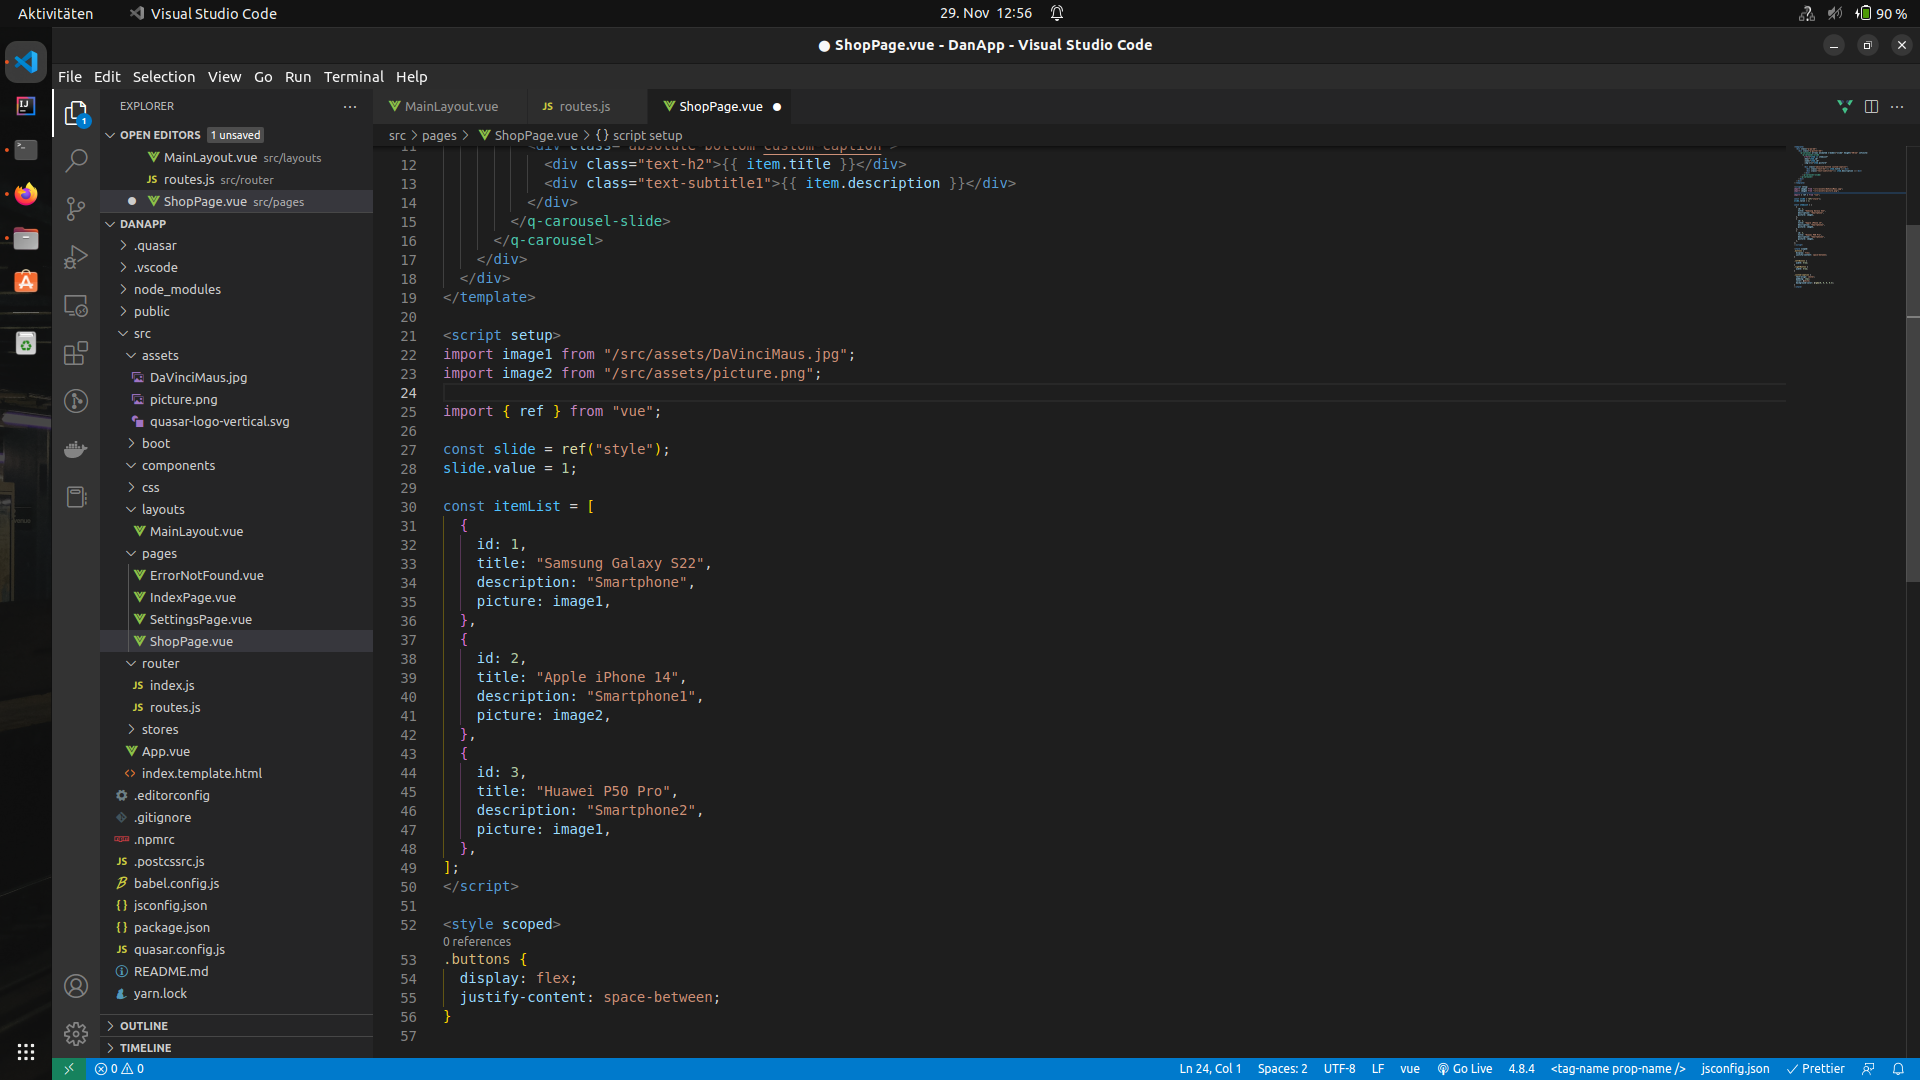 Aktivitäten
Visual Studio Code
29. Nov 12:56
90 %
● ShopPage.vue - DanApp - Visual Studio Code
File Edit Selection View Go Run Terminal Help
EXPLORER
OPEN EDITORS 1 unsaved
MainLayout.vue src/layouts
JS routes.js src/router
● ShopPage.vue src/pages
DANAPP
.quasar
.vscode
node_modules
public
src
assets
DaVinciMaus.jpg
picture.png
quasar-logo-vertical.svg
boot
components
css
layouts
MainLayout.vue
pages
ErrorNotFound.vue
IndexPage.vue
SettingsPage.vue
ShopPage.vue
router
JS index.js
JS routes.js
stores
App.vue
<> index.template.html
.editorconfig
.gitignore
.npmrc
JS .postcssrc.js
babel.config.js
{} jsconfig.json
{} package.json
JS quasar.config.js
README.md
yarn.lock
OUTLINE
TIMELINE
MainLayout.vue
JS routes.js
ShopPage.vue ●
src > pages > ShopPage.vue > {} script setup
11 <div class="absolute-bottom custom-caption">
12 <div class="text-h2">{{ item.title }}</div>
13 <div class="text-subtitle1">{{ item.description }}</div>
14 </div>
15 </q-carousel-slide>
16 </q-carousel>
17 </div>
18 </div>
19 </template>
20
21 <script setup>
22 import image1 from "/src/assets/DaVinciMaus.jpg";
23 import image2 from "/src/assets/picture.png";
24
25 import { ref } from "vue";
26
27 const slide = ref("style");
28 slide.value = 1;
29
30 const itemList = [
31 {
32 id: 1,
33 title: "Samsung Galaxy S22",
34 description: "Smartphone",
35 picture: image1,
36 },
37 {
38 id: 2,
39 title: "Apple iPhone 14",
40 description: "Smartphone1",
41 picture: image2,
42 },
43 {
44 id: 3,
45 title: "Huawei P50 Pro",
46 description: "Smartphone2",
47 picture: image1,
48 },
49 ];
50 </script>
51
52 <style scoped>
0 references
53 .buttons {
54 display: flex;
55 justify-content: space-between;
56 }
57
0 0
Ln 24, Col 1
Spaces: 2
UTF-8
LF
vue
Go Live
4.8.4
<tag-name prop-name />
jsconfig.json
Prettier